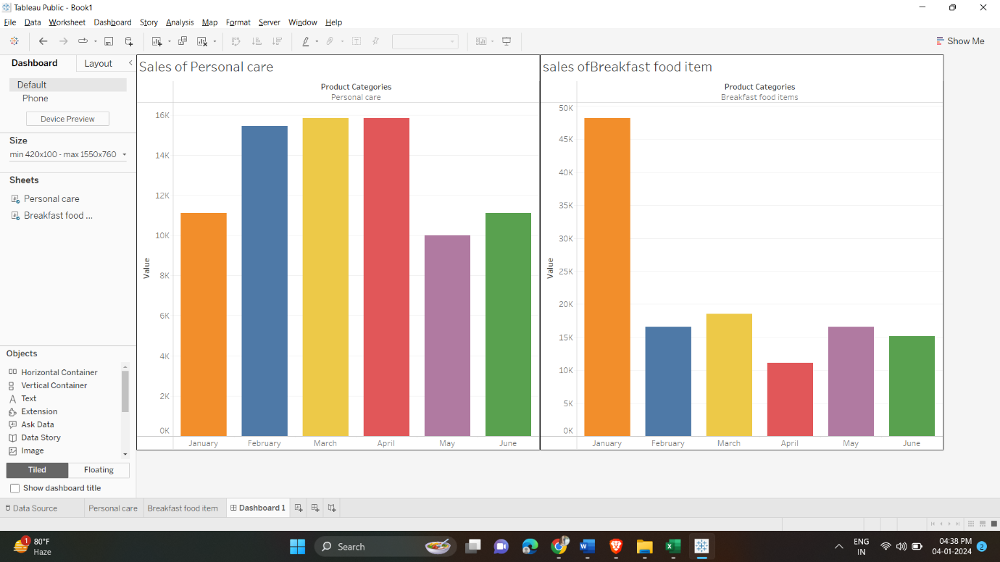 Tableau Public - Book1
File Data Worksheet Dashboard Story Analysis Map Format Server Window Help
Show Me
Dashboard Layout
Default
Phone
Device Preview
Size
min 420x100 - max 1550x760
Sheets
Personal care
Breakfast food ...
Objects
Horizontal Container
Vertical Container
Text
Extension
Ask Data
Data Story
Image
Tiled Floating
Show dashboard title
Sales of Personal care
Product Categories
Personal care
16K
14K
12K
10K
8K
6K
4K
2K
0K
Value
January February March April May June
sales ofBreakfast food item
Product Categories
Breakfast food items
50K
45K
40K
35K
30K
25K
20K
15K
10K
5K
0K
Value
January February March April May June
Data Source Personal care Breakfast food item Dashboard 1
1
80°F
Haze
Search
ENG
IN
04:38 PM
04-01-2024
2